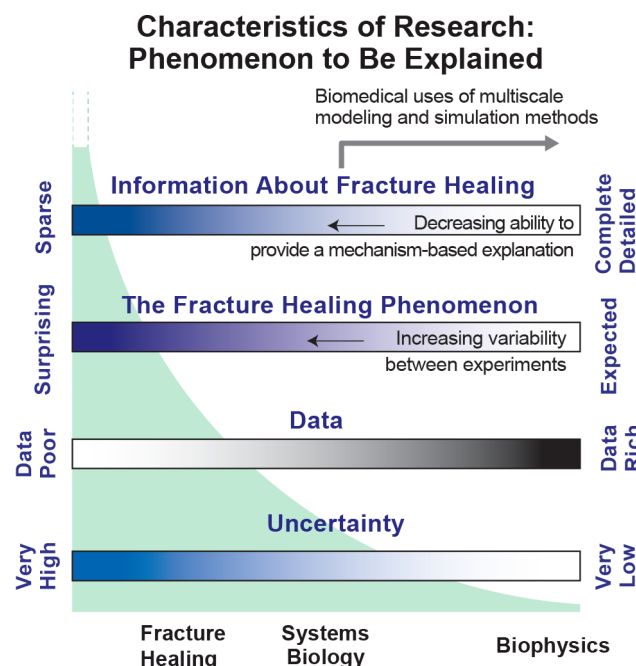 Characteristics of Research:
Phenomenon to Be Explained
Biomedical uses of multiscale
modeling and simulation methods
Information About Fracture Healing
Sparse
Decreasing ability to
provide a mechanism-based explanation
Complete
Detailed
The Fracture Healing Phenomenon
Surprising
Increasing variability
between experiments
Expected
Data
Data
Poor
Data
Rich
Uncertainty
Very
High
Very
Low
Fracture
Healing
Systems
Biology
Biophysics